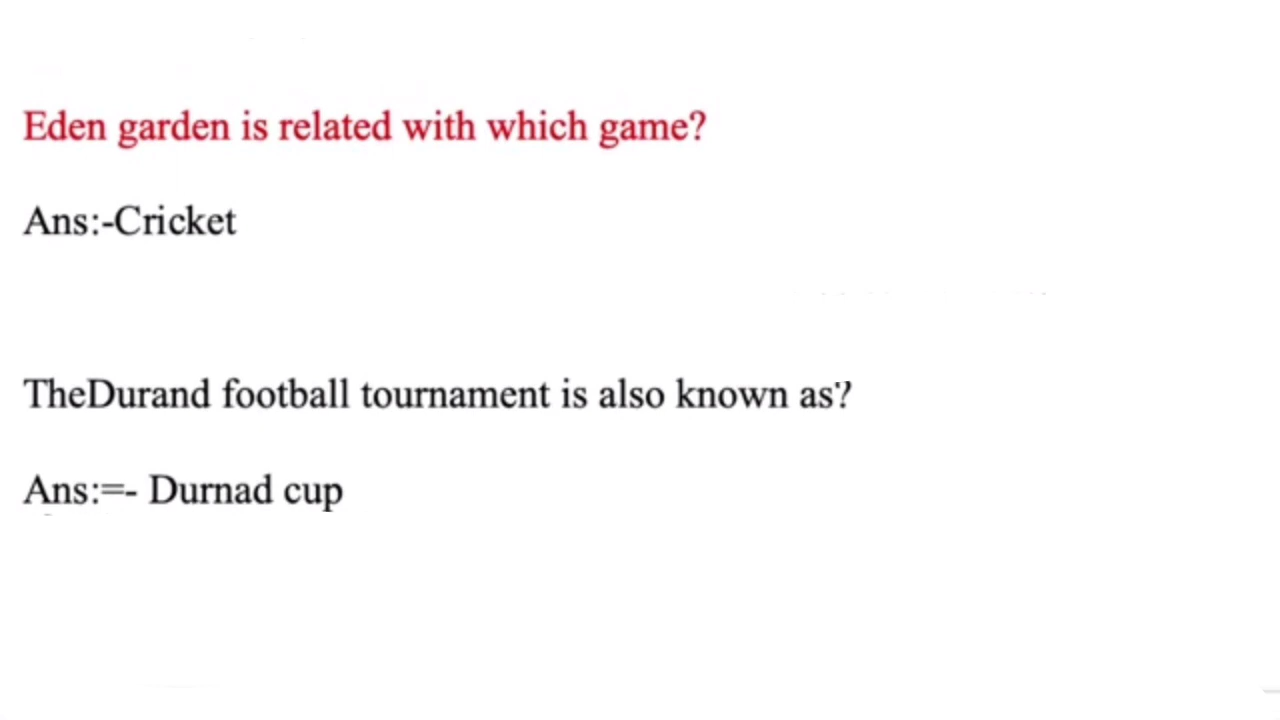 Eden garden is related with which game?
Ans:-Cricket
TheDurand football tournament is also known as?
Ans:=- Durnad cup